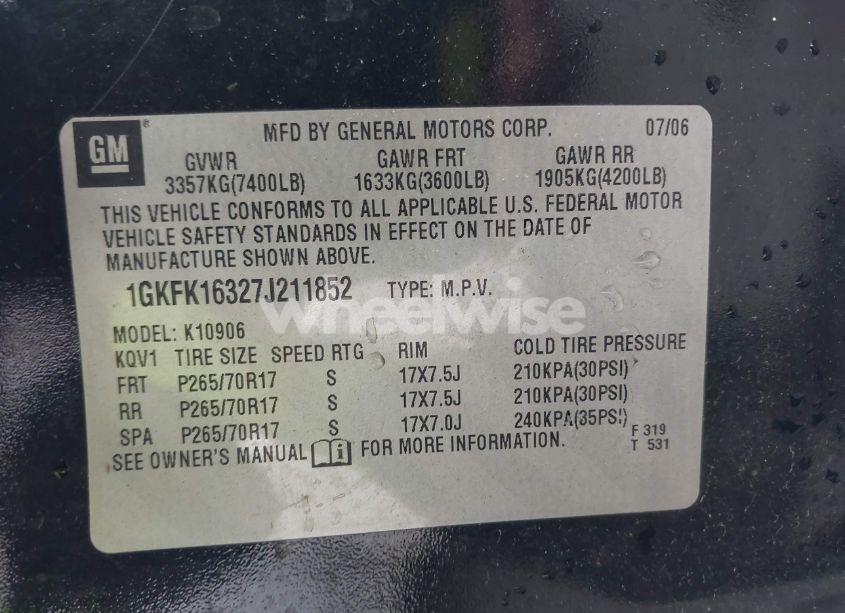 GM ® MFD BY GENERAL MOTORS CORP. 07/06
GVWR GAWR FRT GAWR RR
3357KG(7400LB) 1633KG(3600LB) 1905KG(4200LB)
THIS VEHICLE CONFORMS TO ALL APPLICABLE U.S. FEDERAL MOTOR
VEHICLE SAFETY STANDARDS IN EFFECT ON THE DATE OF
MANUFACTURE SHOWN ABOVE.
1GKFK16327J211852 TYPE: M.P.V.
wheelwise
MODEL: K10906
KQV1 TIRE SIZE SPEED RTG RIM COLD TIRE PRESSURE
FRT P265/70R17 S 17X7.5J 210KPA(30PSI)
RR P265/70R17 S 17X7.5J 210KPA(30PSI)
SPA P265/70R17 S 17X7.0J 240KPA(35PSI)
F 319
T 531
SEE OWNER'S MANUAL i FOR MORE INFORMATION.